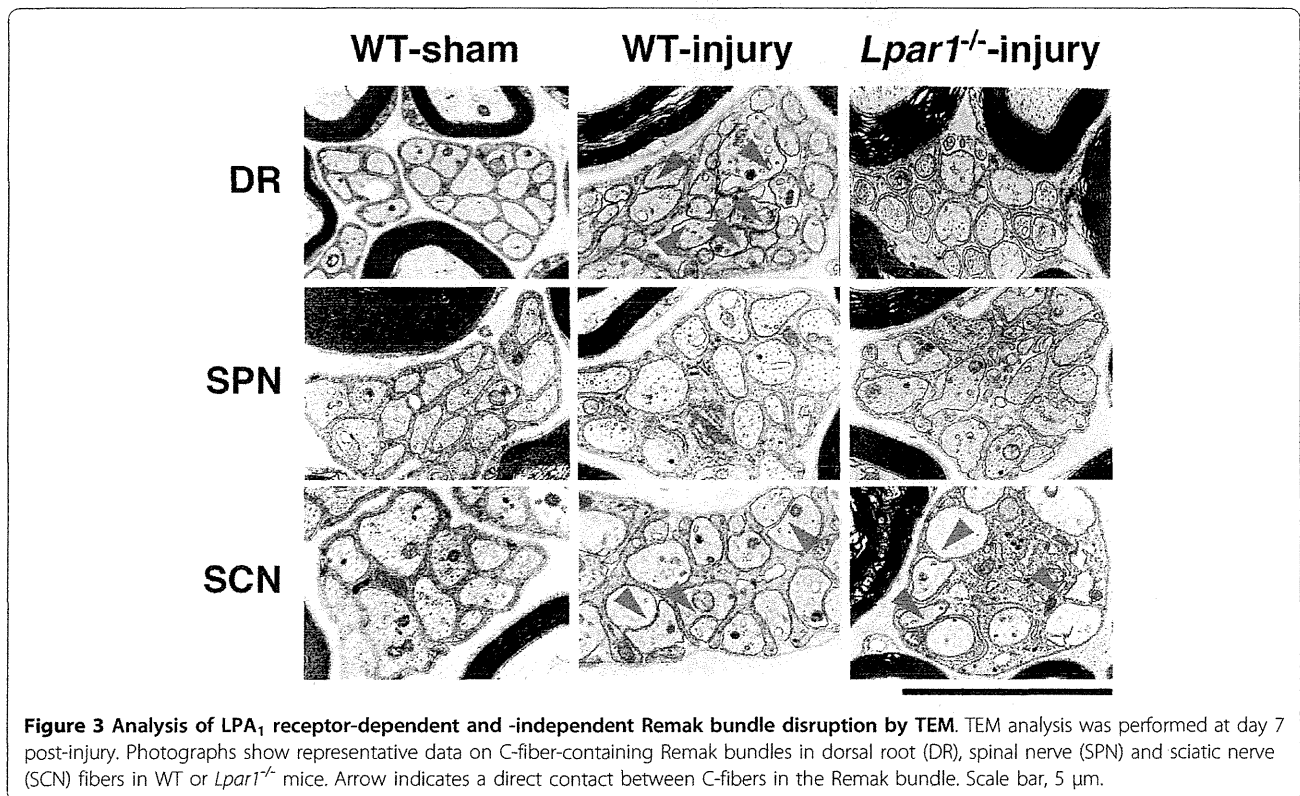 WT-sham WT-injury Lpar1-/--injury
DR
SPN
SCN
Figure 3 Analysis of LPA1 receptor-dependent and -independent Remak bundle disruption by TEM. TEM analysis was performed at day 7
post-injury. Photographs show representative data on C-fiber-containing Remak bundles in dorsal root (DR), spinal nerve (SPN) and sciatic nerve
(SCN) fibers in WT or Lpar1-/- mice. Arrow indicates a direct contact between C-fibers in the Remak bundle. Scale bar, 5 μm.